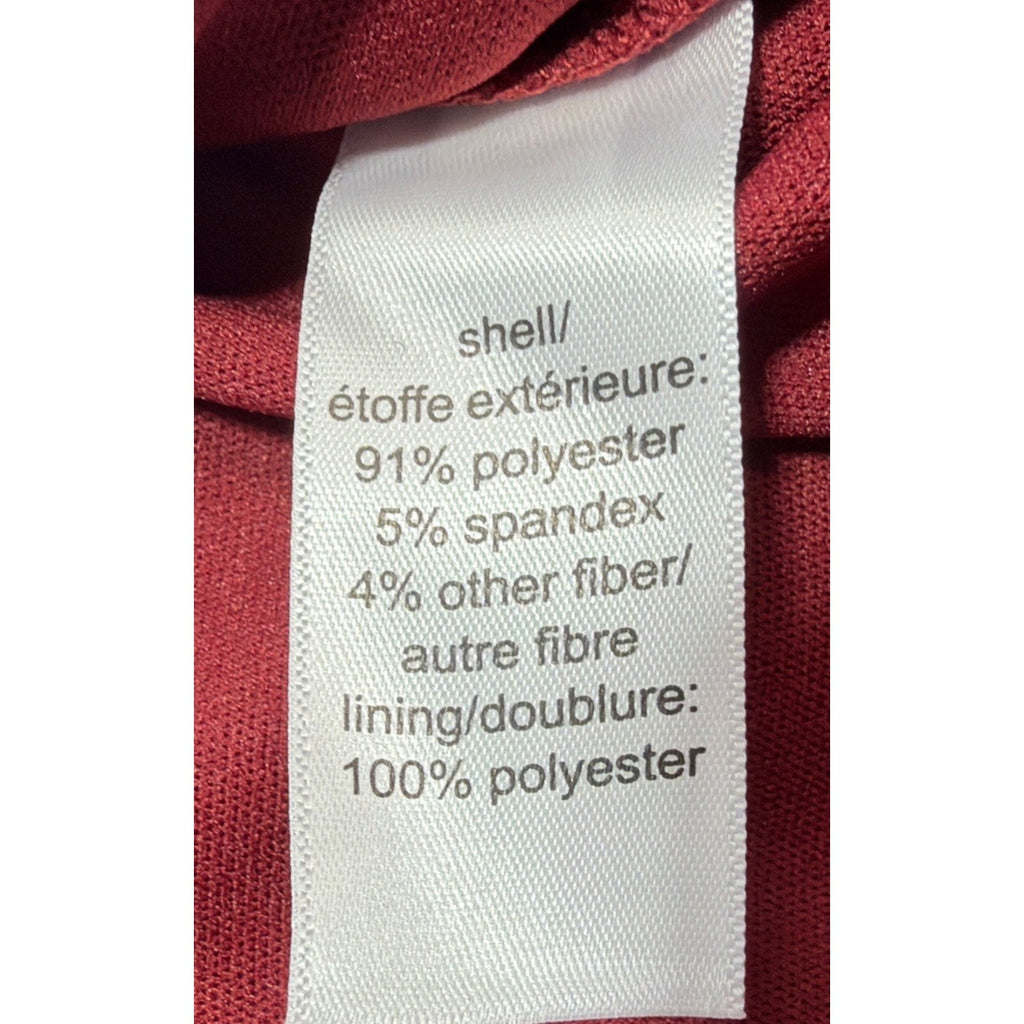 shell/
étoffe extérieure:
91% polyester
5% spandex
4% other fiber/
autre fibre
lining/doublure:
100% polyester